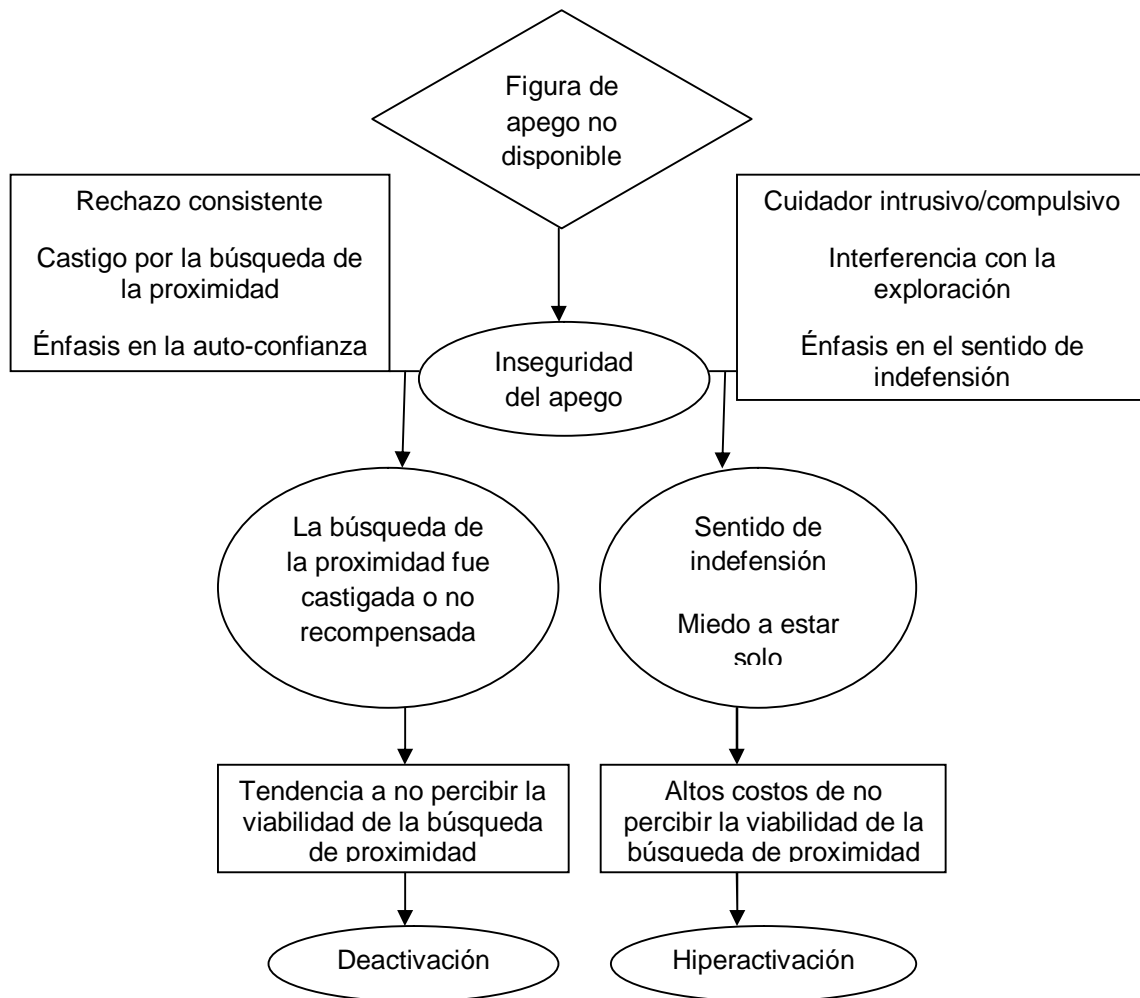 Figura de
apego no
disponible
Rechazo consistente
Castigo por la búsqueda de
la proximidad
Énfasis en la auto-confianza
Cuidador intrusivo/compulsivo
Interferencia con la
exploración
Énfasis en el sentido de
indefensión
Inseguridad
del apego
La búsqueda de
la proximidad fue
castigada o no
recompensada
Sentido de
indefensión
Miedo a estar
solo
Tendencia a no percibir la
viabilidad de la búsqueda
de proximidad
Altos costos de no
percibir la viabilidad de la
búsqueda de proximidad
Deactivación
Hiperactivación